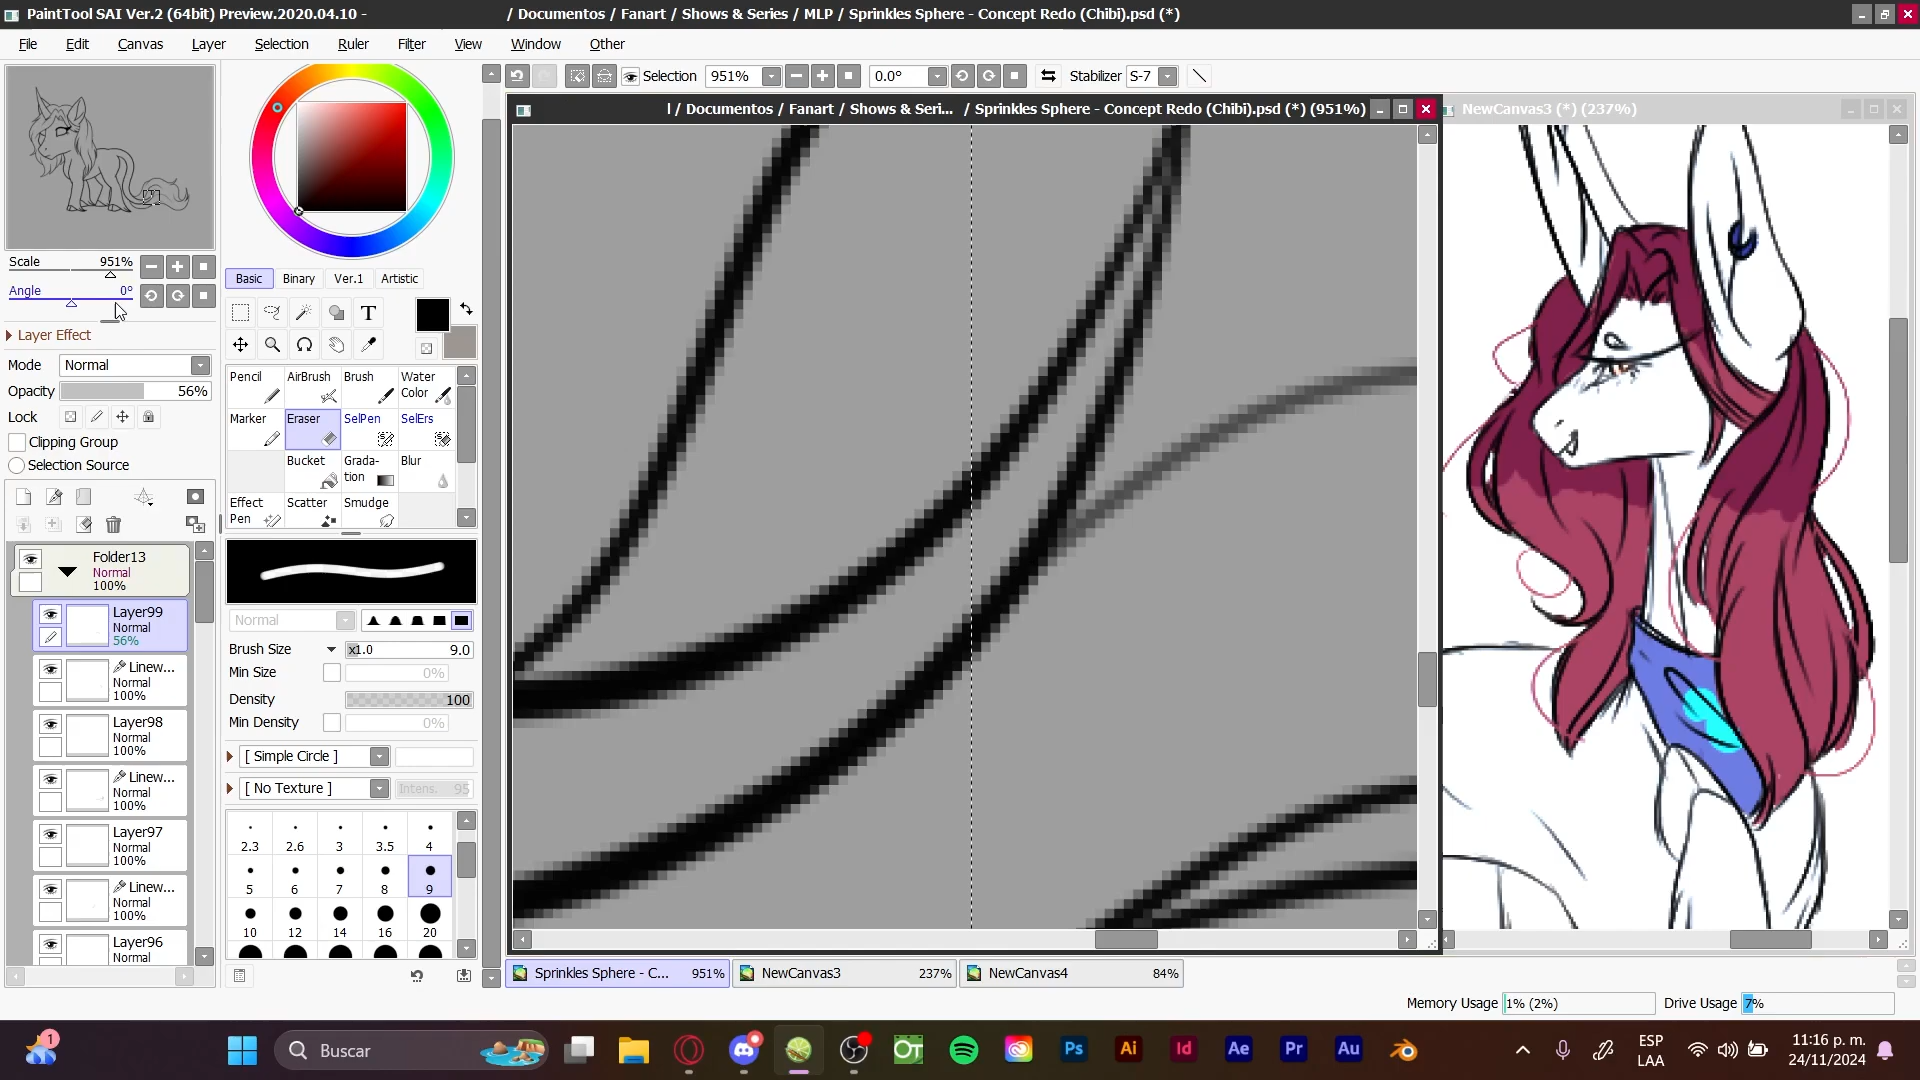 PaintTool SAI Ver.2 (64bit) Preview.2020.04.10 -
/ Documentos / Fanart / Shows & Series / MLP / Sprinkles Sphere - Concept Redo (Chibi).psd (*)
File
Edit
Canvas
Layer
Selection
Ruler
Filter
View
Window
Other
Selection
951%
0.0°
Stabilizer
S-7
/ Documentos / Fanart / Shows & Seri...
/ Sprinkles Sphere - Concept Redo (Chibi).psd (*) (951%)
NewCanvas3 (*) (237%)
Scale
951%
Angle
0°
Layer Effect
Mode
Normal
Opacity
56%
Lock
Clipping Group
Selection Source
Folder13
Normal
100%
Layer99
Normal
56%
Linew...
Normal
100%
Layer98
Normal
100%
Linew...
Normal
100%
Layer97
Normal
100%
Linew...
Normal
100%
Layer96
Normal
Basic
Binary
Ver.1
Artistic
T
Pencil
AirBrush
Brush
Water
Color
Marker
Eraser
SelPen
SelErs
Bucket
Grada-
tion
Blur
Effect
Pen
Scatter
Smudge
Normal
Brush Size
x1.0
9.0
Min Size
0%
Density
100
Min Density
0%
[ Simple Circle ]
[ No Texture ]
Intens.
95
2.3
2.6
3
3.5
4
5
6
7
8
9
10
12
14
16
20
Sprinkles Sphere - C...
951%
NewCanvas3
237%
NewCanvas4
84%
Memory Usage
1% (2%)
Drive Usage
7%
1
Buscar
OT
Ps
Ai
Id
Ae
Pr
Au
ESP
LAA
11:16 p. m.
24/11/2024